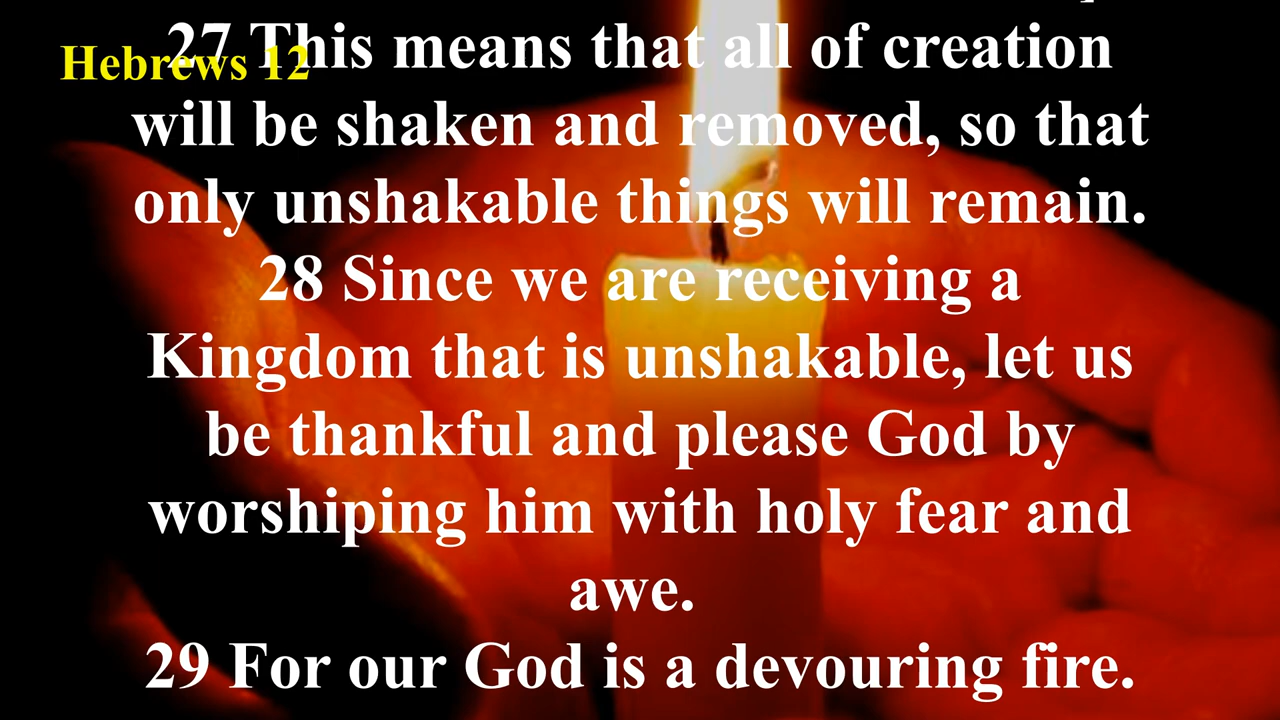 Hebrews 12
27 This means that all of creation
will be shaken and removed, so that
only unshakable things will remain.
28 Since we are receiving a
Kingdom that is unshakable, let us
be thankful and please God by
worshiping him with holy fear and
awe.
29 For our God is a devouring fire.